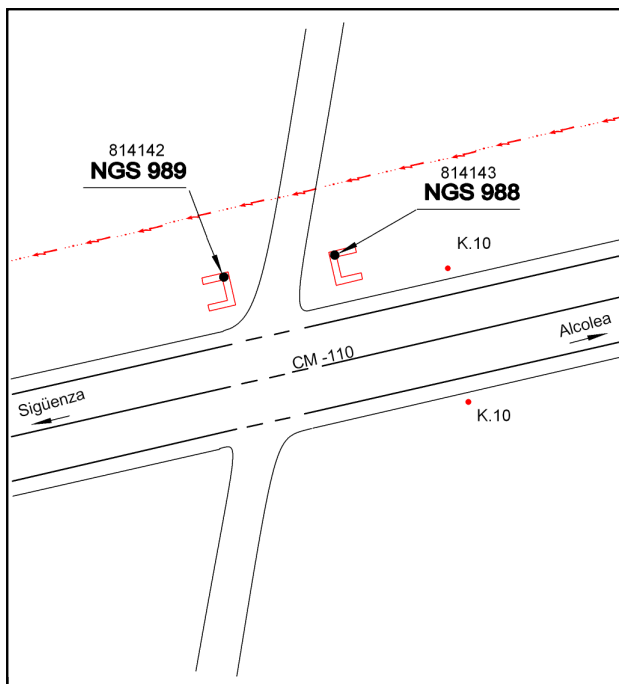 814142
NGS 989
814143
NGS 988
K.10
Alcolea
CM -110
Sigüenza
K.10